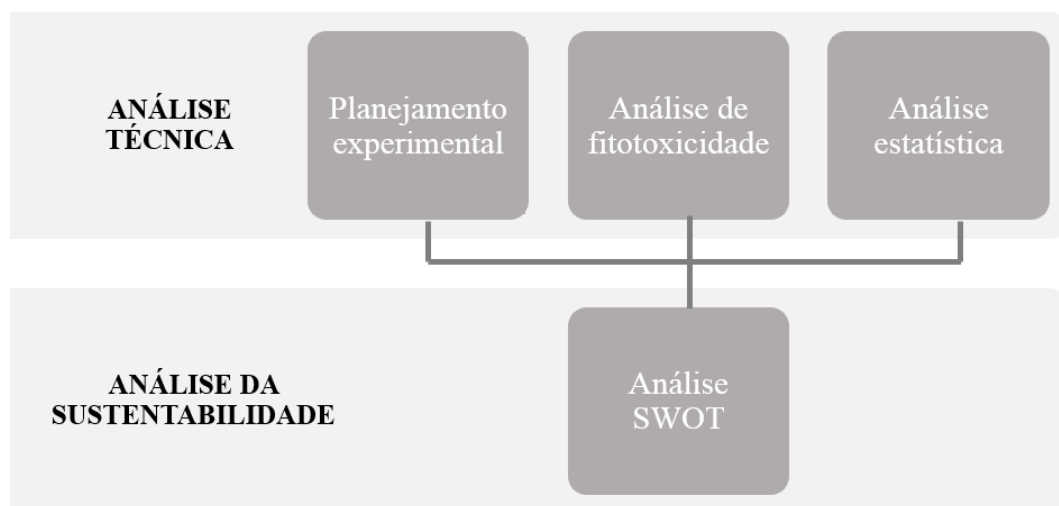 ANÁLISE
TÉCNICA
Planejamento
experimental
Análise de
fitotoxicidade
Análise
estatística
ANÁLISE DA
SUSTENTABILIDADE
Análise
SWOT